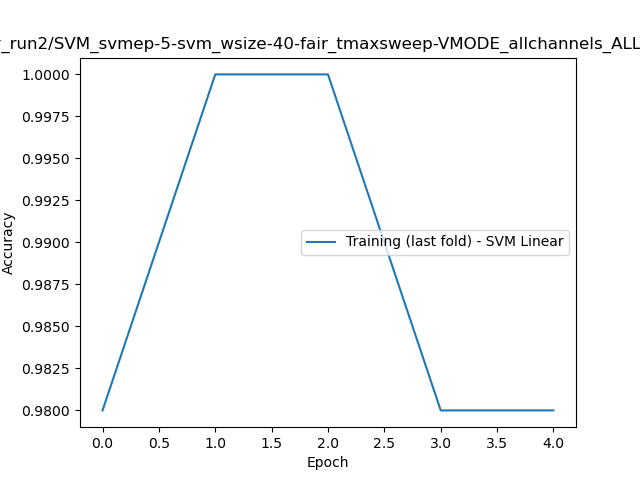 _run2/SVM_svmep-5-svm_wsize-40-fair_tmaxsweep-VMODE_allchannels_ALL
1.0000
0.9975
0.9950
0.9925
0.9900
0.9875
0.9850
0.9825
0.9800
Accuracy
Training (last fold) - SVM Linear
0.0 0.5 1.0 1.5 2.0 2.5 3.0 3.5 4.0
Epoch